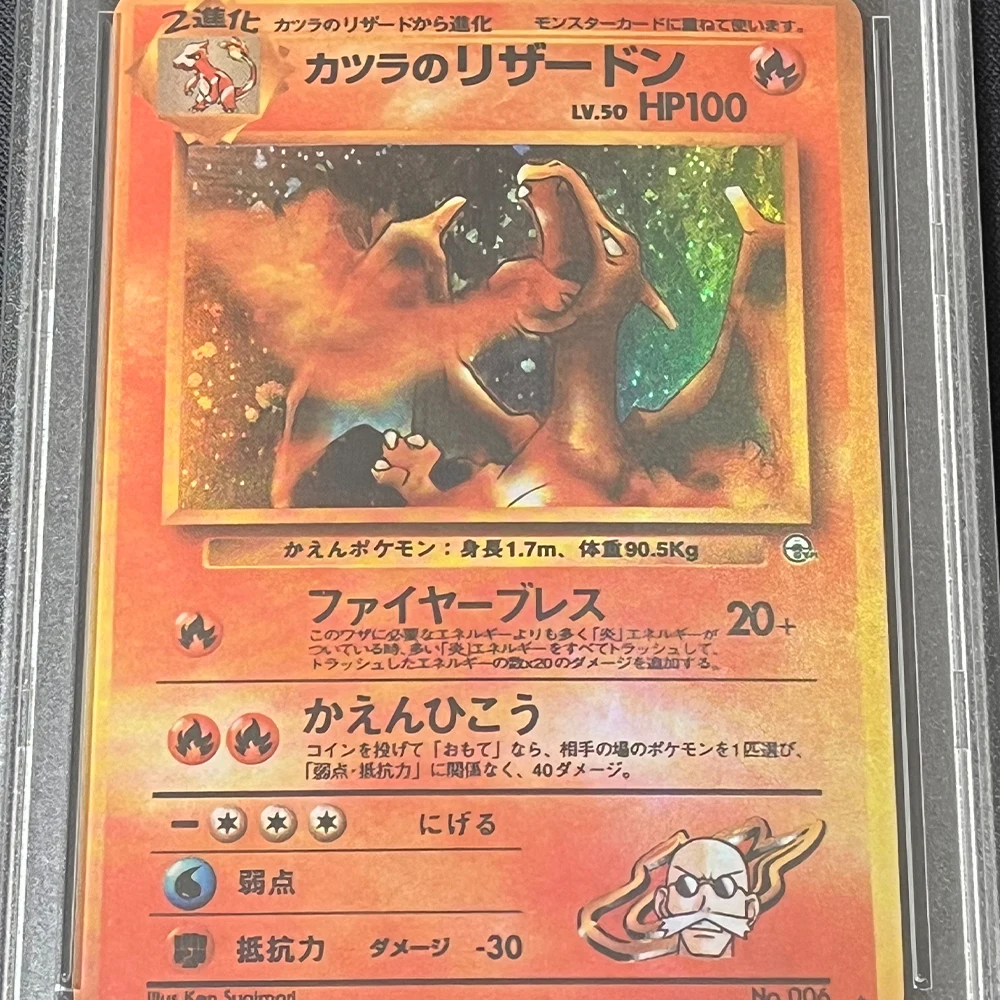 2進化 カツラのリザードから進化 モンスターカードに重ねて使います。
カツラのリザードン
LV.50 HP100
かえんポケモン：身長1.7m、体重90.5Kg
ファイヤーブレス 20+
このワザに必要なエネルギーよりも多く「炎」エネルギーが
ついている時、多い「炎」エネルギーをすべてトラッシュして、
トラッシュしたエネルギーの数x20のダメージを追加する。
かえんひこう
コインを投げて「おもて」なら、相手の場のポケモンを1匹選び、
「弱点・抵抗力」に関係なく、40ダメージ。
にげる
弱点
抵抗力 ダメージ -30
Illus. Ken Sugimori No.006